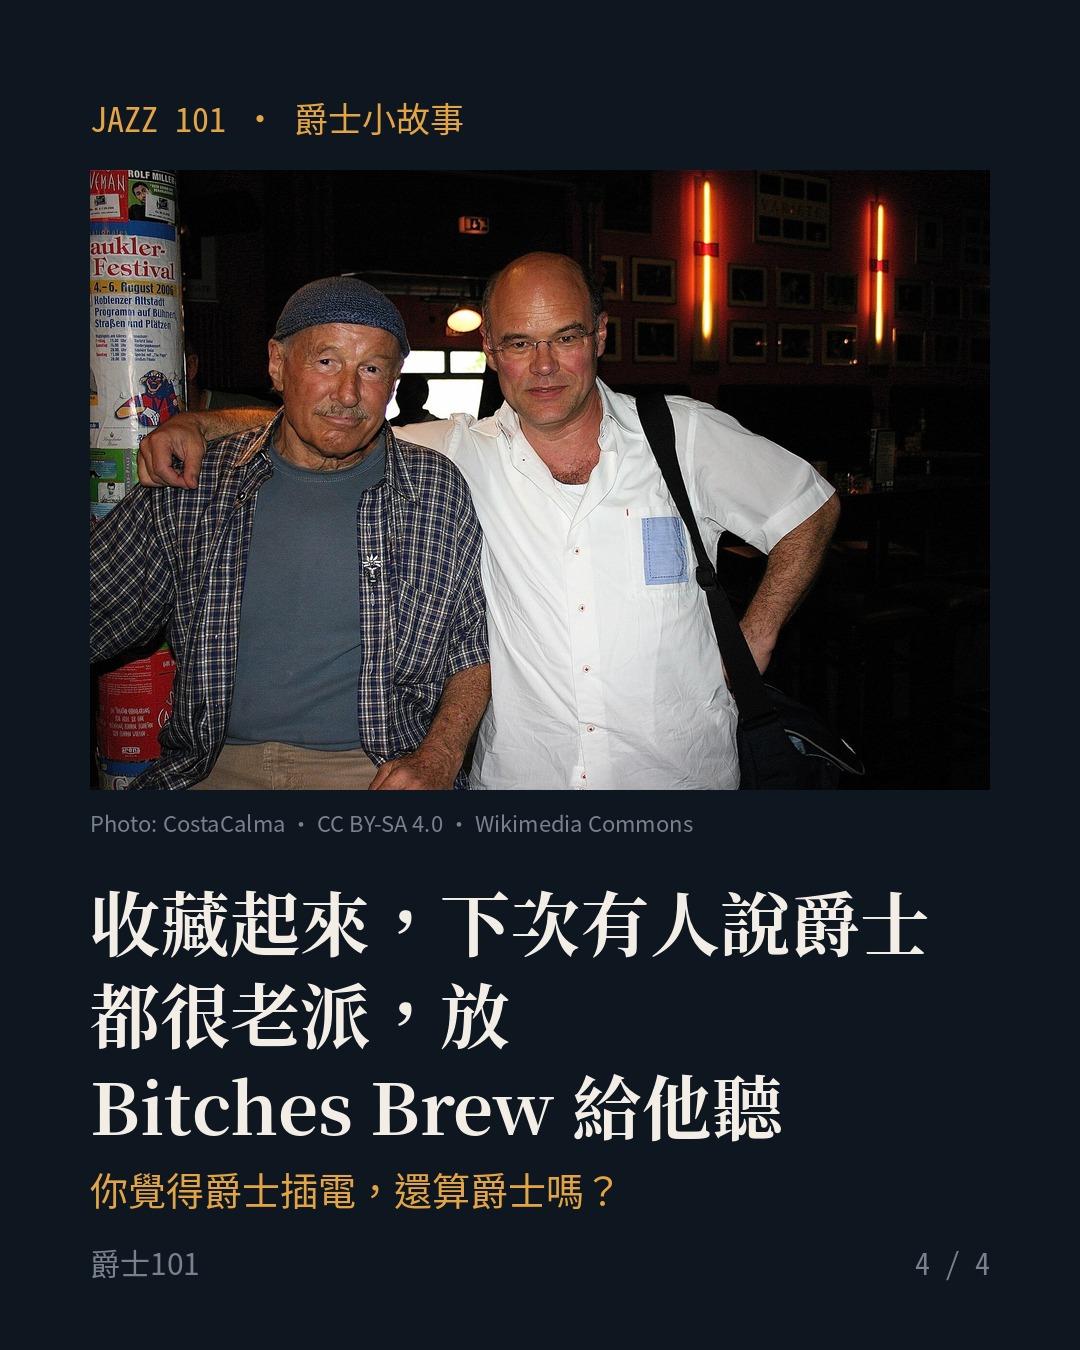 JAZZ 101 · 爵士小故事
VEMAN
ROLF MILLER
aukler-
Festival
4.-6. August 2006
Koblenzer Altstadt
Programm auf Bühnen,
Straßen und Plätzen
Photo: CostaCalma · CC BY-SA 4.0 · Wikimedia Commons
收藏起來，下次有人說爵士
都很老派，放
Bitches Brew 給他聽
你覺得爵士插電，還算爵士嗎？
爵士101
4 / 4